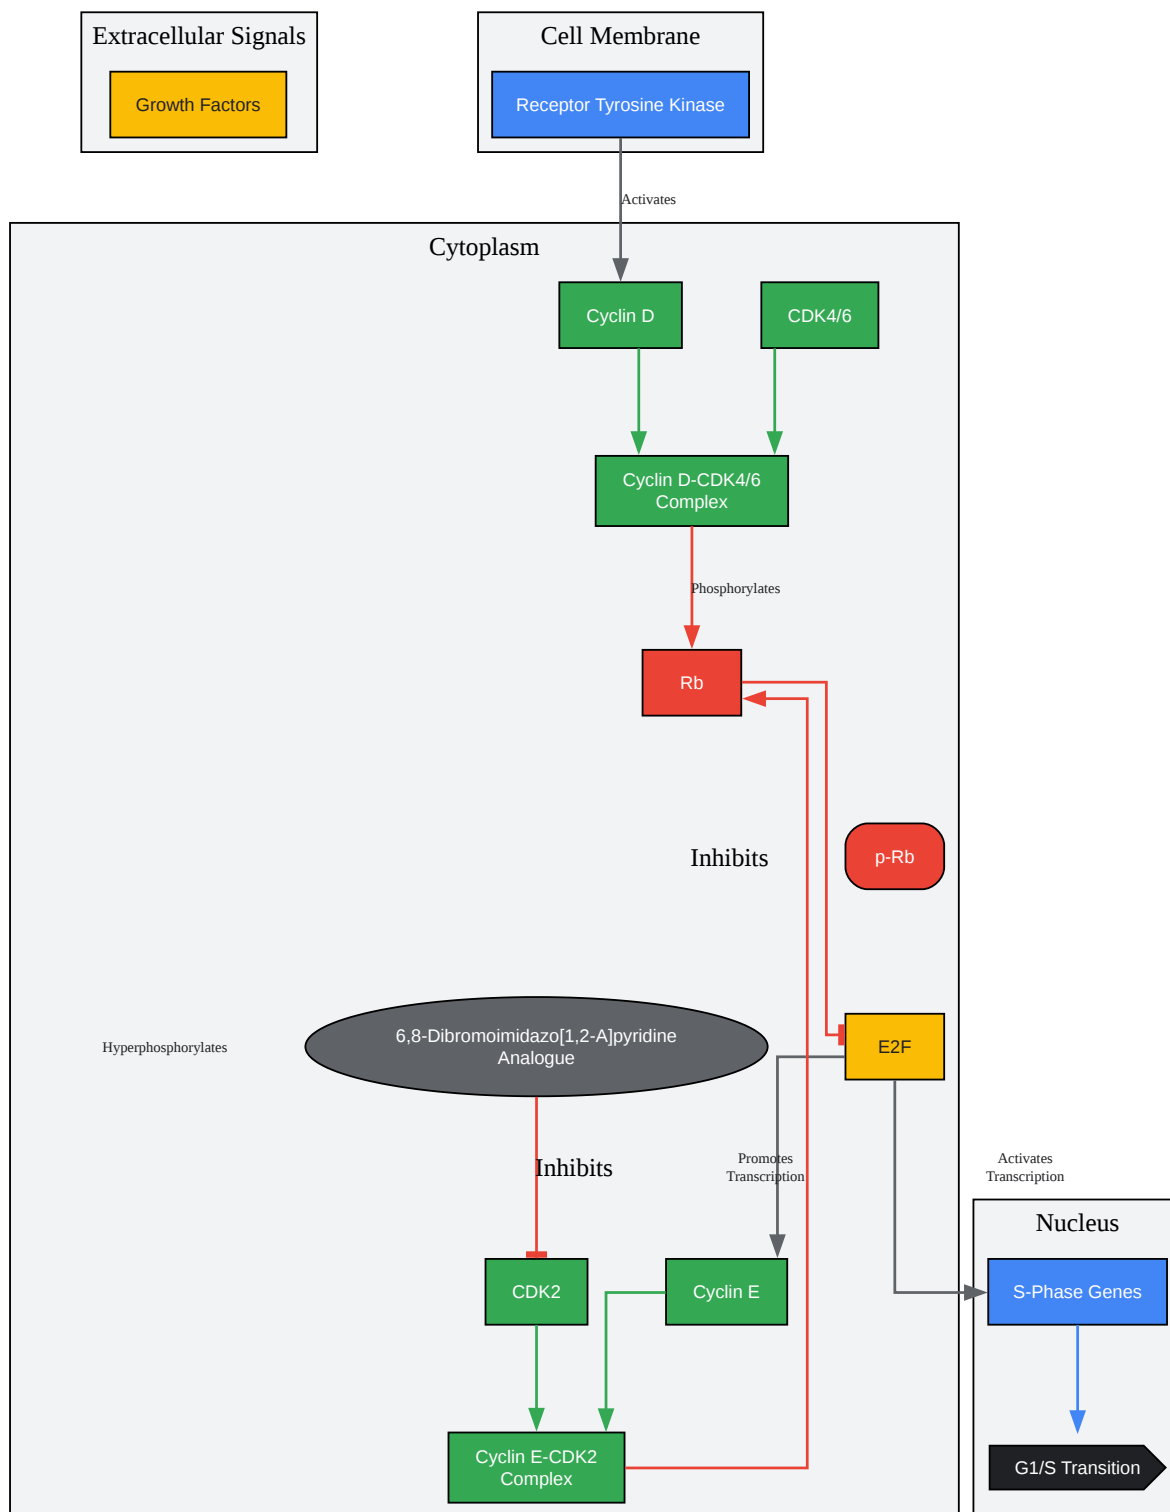 Extracellular Signals
Growth Factors
Cell Membrane
Receptor Tyrosine Kinase
Activates
Cytoplasm
Cyclin D
CDK4/6
Cyclin D-CDK4/6
Complex
Phosphorylates
Rb
Inhibits
p-Rb
Hyperphosphorylates
6,8-Dibromoimidazo[1,2-A]pyridine
Analogue
E2F
Inhibits
Promotes
Transcription
Activates
Transcription
Nucleus
CDK2
Cyclin E
S-Phase Genes
Cyclin E-CDK2
Complex
G1/S Transition